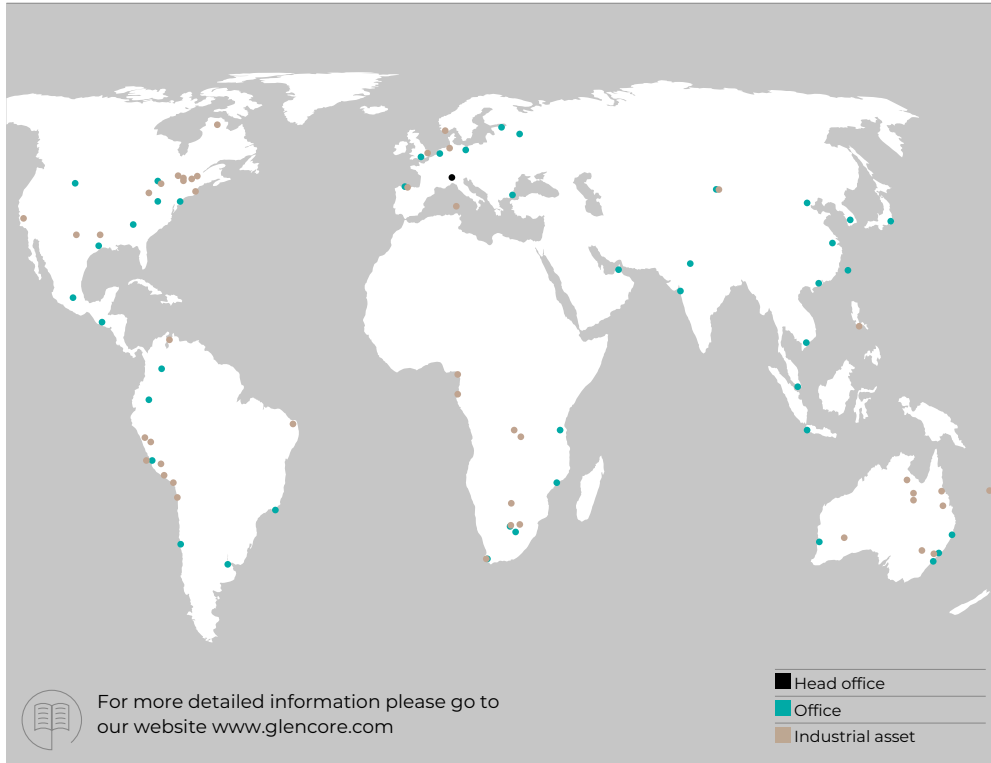 For more detailed information please go to
our website www.glencore.com
Head office
Office
Industrial asset